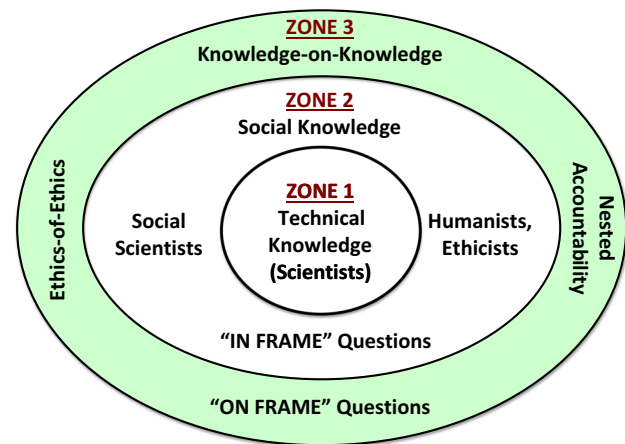 ZONE 3
Knowledge-on-Knowledge
ZONE 2
Social Knowledge
ZONE 1
Technical
Knowledge
(Scientists)
Social
Scientists
Humanists,
Ethicists
Ethics-of-Ethics
Nested
Accountability
“IN FRAME” Questions
“ON FRAME” Questions